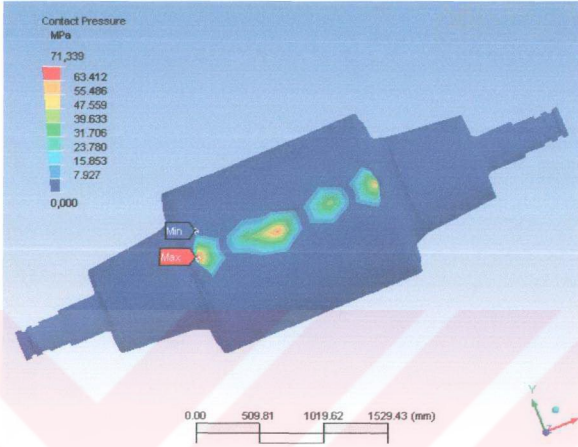 Contact Pressure
MPa
71,339
63.412
55.486
47.559
39.633
31.706
23.780
15.853
7.927
0,000
Min
Max
0.00 509.81 1019.62 1529.43 (mm)
Y